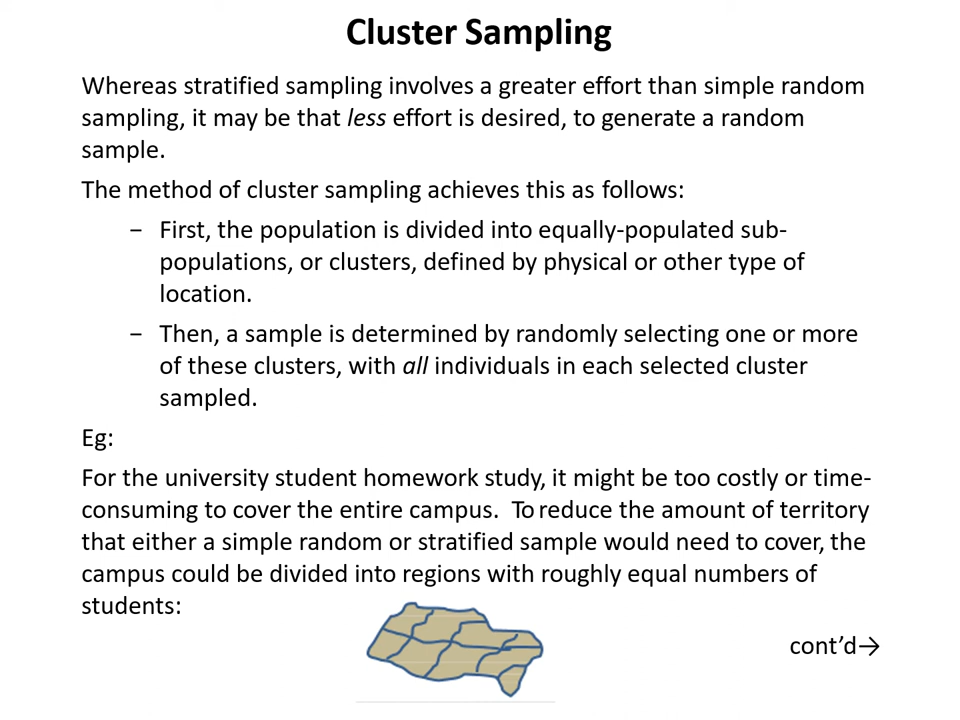 Cluster Sampling
Whereas stratified sampling involves a greater effort than simple random
sampling, it may be that less effort is desired, to generate a random
sample.
The method of cluster sampling achieves this as follows:
− First, the population is divided into equally-populated sub-
populations, or clusters, defined by physical or other type of
location.
− Then, a sample is determined by randomly selecting one or more
of these clusters, with all individuals in each selected cluster
sampled.
Eg:
For the university student homework study, it might be too costly or time-
consuming to cover the entire campus.  To reduce the amount of territory
that either a simple random or stratified sample would need to cover, the
campus could be divided into regions with roughly equal numbers of
students:
cont’d→